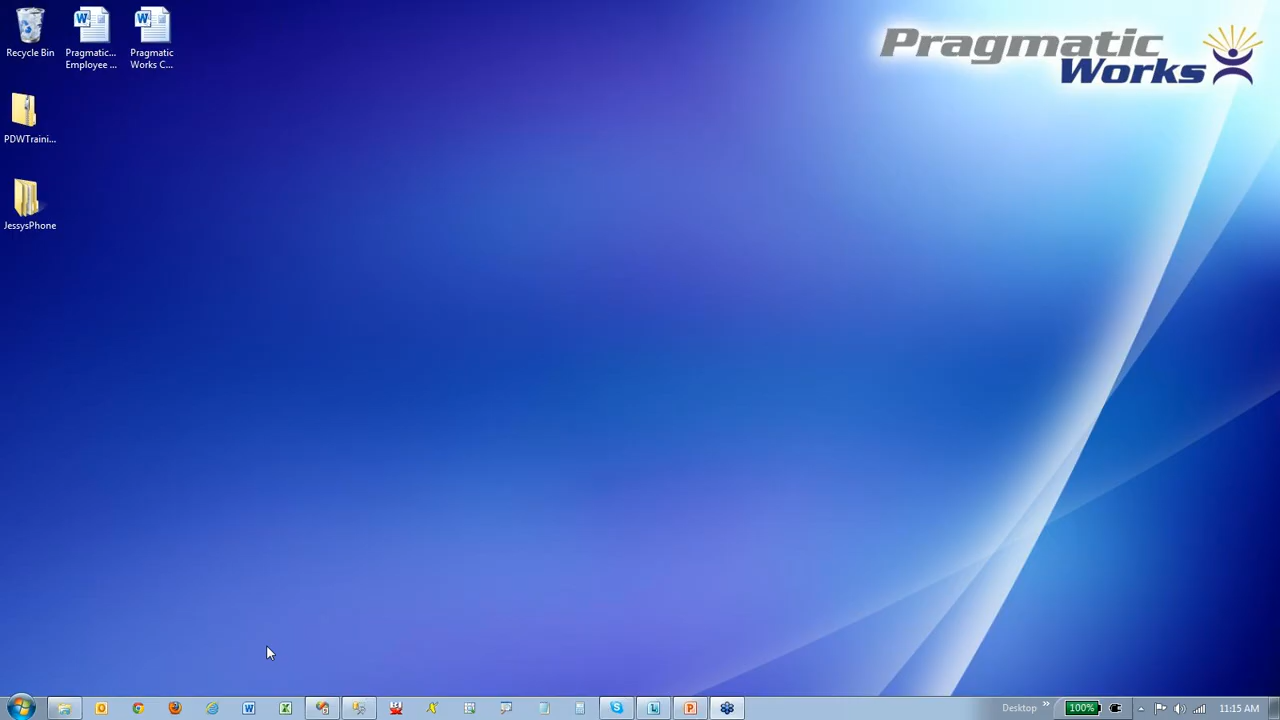 Pragmatic
Works
Recycle Bin
Pragmatic...
Employee ...
Pragmatic
Works C...
PDWTraini...
JessysPhone
Desktop
100%
11:15 AM